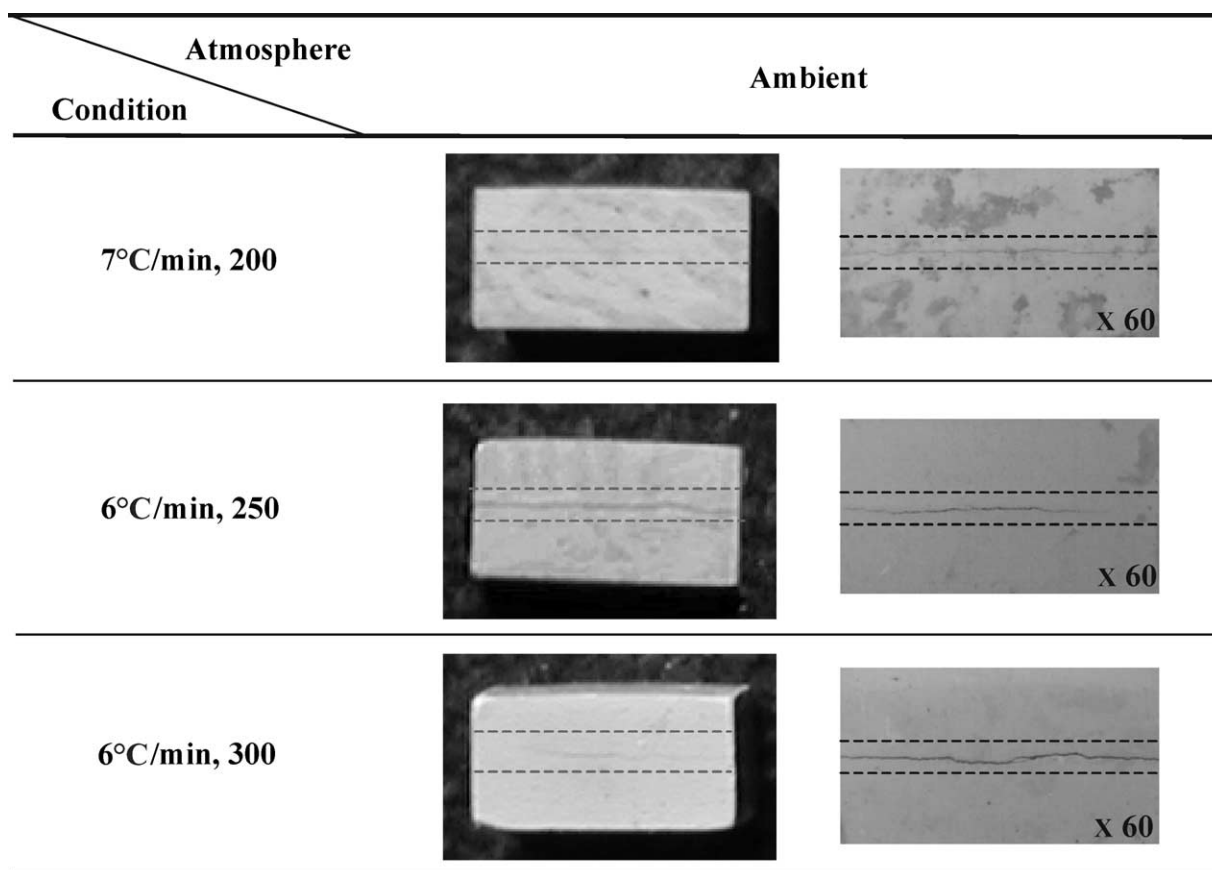 Atmosphere
Condition
Ambient
7°C/min, 200
X 60
6°C/min, 250
X 60
6°C/min, 300
X 60